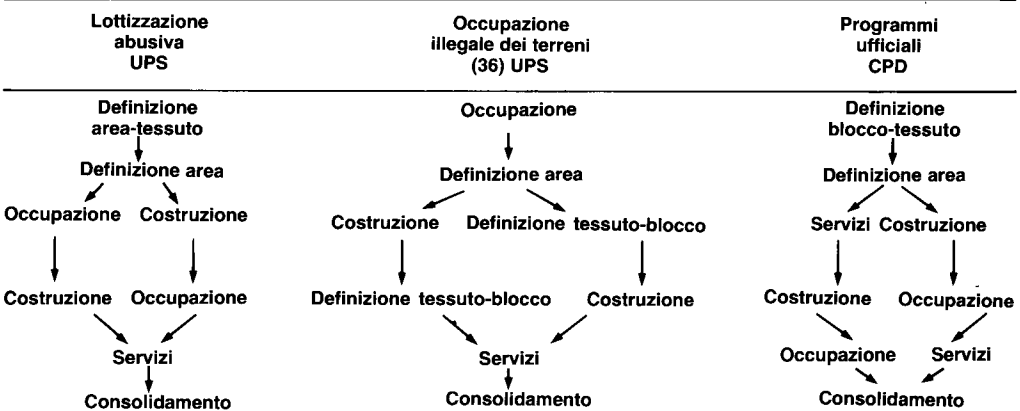 Lottizzazione
abusiva
UPS
Occupazione
illegale dei terreni
(36) UPS
Programmi
ufficiali
CPD
Definizione
area-tessuto
Definizione area
Occupazione Costruzione
Costruzione Occupazione
Servizi
Consolidamento
Occupazione
Definizione area
Costruzione Definizione tessuto-blocco
Definizione tessuto-blocco Costruzione
Servizi
Consolidamento
Definizione
blocco-tessuto
Definizione area
Servizi Costruzione
Costruzione Occupazione
Occupazione Servizi
Consolidamento